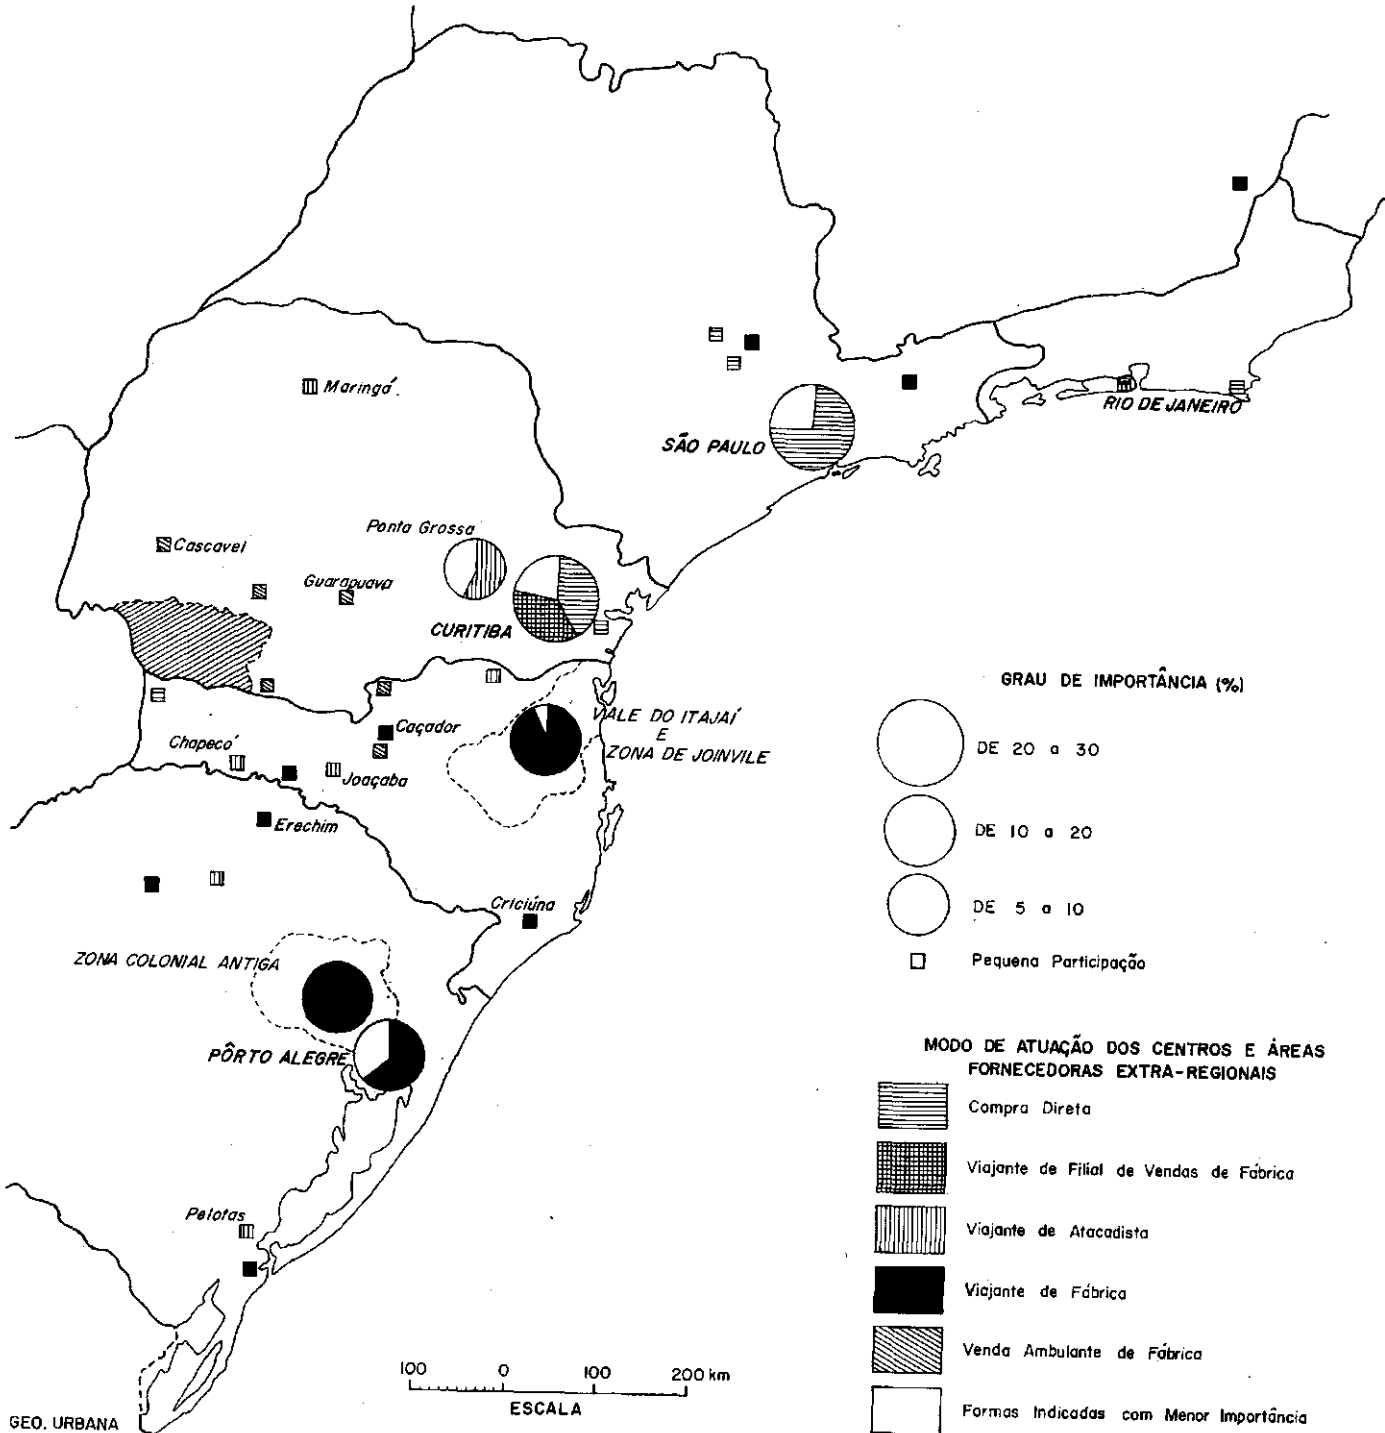 Maringá
RIO DE JANEIRO
SÃO PAULO
Ponta Grossa
Cascavel
Guarapuava
CURITIBA
VALE DO ITAJAÍ
E
ZONA DE JOINVILE
Caçador
Chapecó
Joaçaba
Erechim
Criciúna
ZONA COLONIAL ANTIGA
PÔRTO ALEGRE
Pelotas
GRAU DE IMPORTÂNCIA (%)
DE 20 a 30
DE 10 a 20
DE 5 a 10
Pequena Participação
MODO DE ATUAÇÃO DOS CENTROS E ÁREAS
FORNECEDORAS EXTRA-REGIONAIS
Compra Direta
Viajante de Filial de Vendas de Fábrica
Viajante de Atacadista
Viajante de Fábrica
Venda Ambulante de Fábrica
Formas Indicadas com Menor Importância
100 0 100 200 km
ESCALA
GEO. URBANA